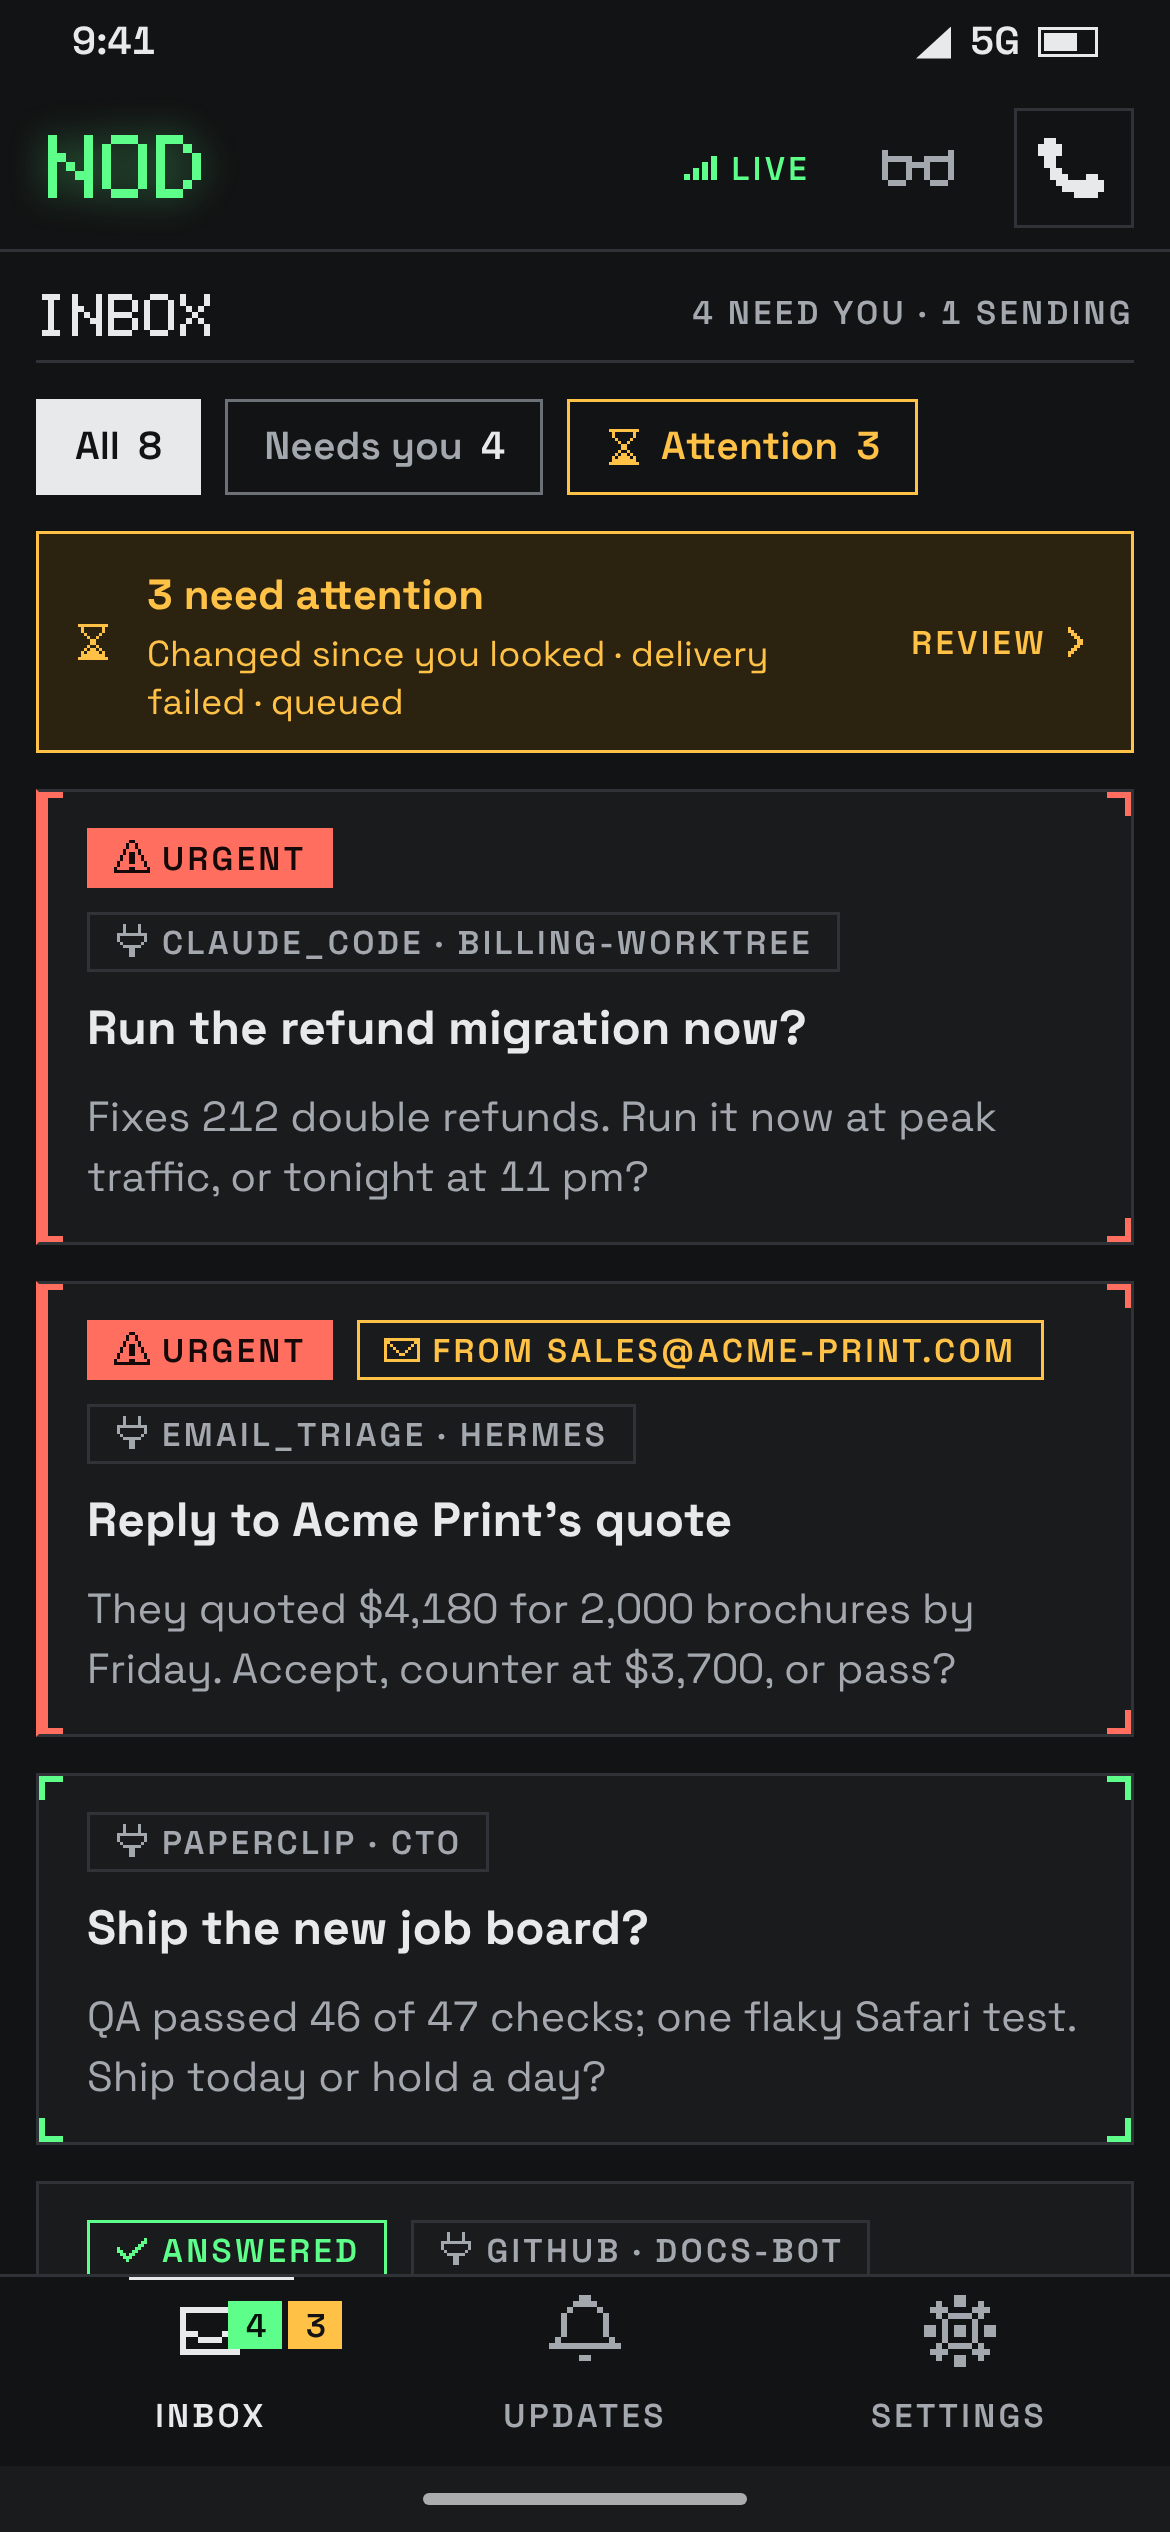 9:41
5G
NOD
LIVE
INBOX
4 NEED YOU · 1 SENDING
All 8
Needs you 4
Attention 3
3 need attention
Changed since you looked · delivery
failed · queued
REVIEW
URGENT
CLAUDE_CODE · BILLING-WORKTREE
Run the refund migration now?
Fixes 212 double refunds. Run it now at peak
traffic, or tonight at 11 pm?
URGENT
FROM SALES@ACME-PRINT.COM
EMAIL_TRIAGE · HERMES
Reply to Acme Print’s quote
They quoted $4,180 for 2,000 brochures by
Friday. Accept, counter at $3,700, or pass?
PAPERCLIP · CTO
Ship the new job board?
QA passed 46 of 47 checks; one flaky Safari test.
Ship today or hold a day?
ANSWERED
GITHUB · DOCS-BOT
4
3
INBOX
UPDATES
SETTINGS